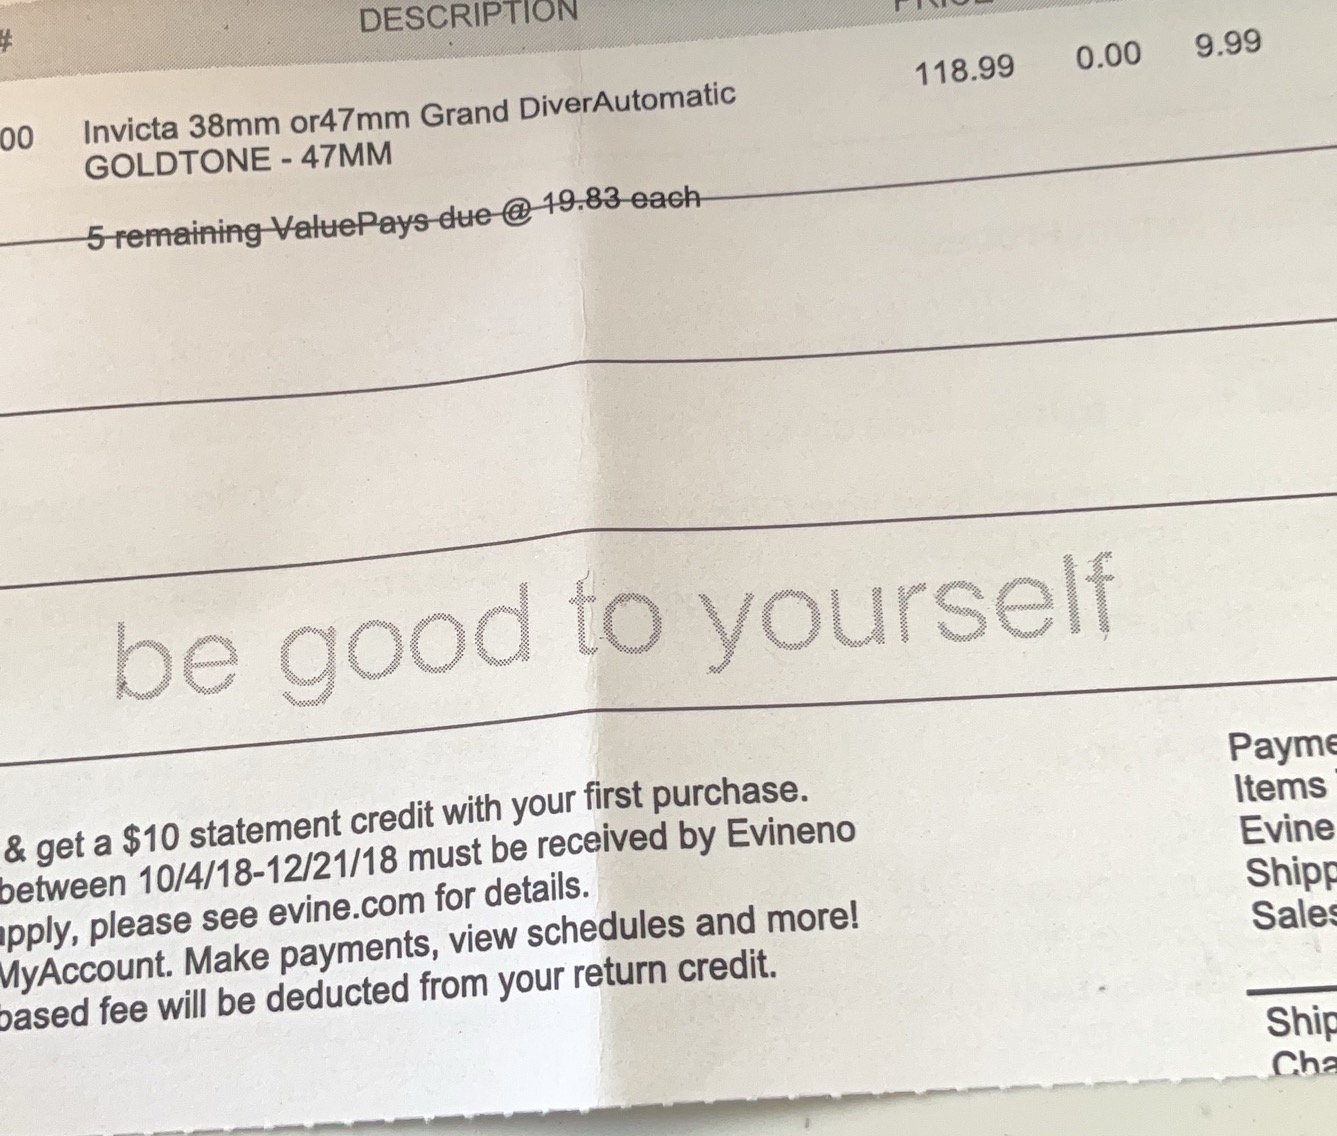 #
DESCRIPTION
00 Invicta 38mm or47mm Grand DiverAutomatic 118.99 0.00 9.99
GOLDTONE - 47MM
5 remaining ValuePays due @ 19.83 each
be good to yourself
& get a $10 statement credit with your first purchase.
between 10/4/18-12/21/18 must be received by Evineno
apply, please see evine.com for details.
MyAccount. Make payments, view schedules and more!
based fee will be deducted from your return credit.
Payme
Items
Evine
Shipp
Sales
Ship
Cha